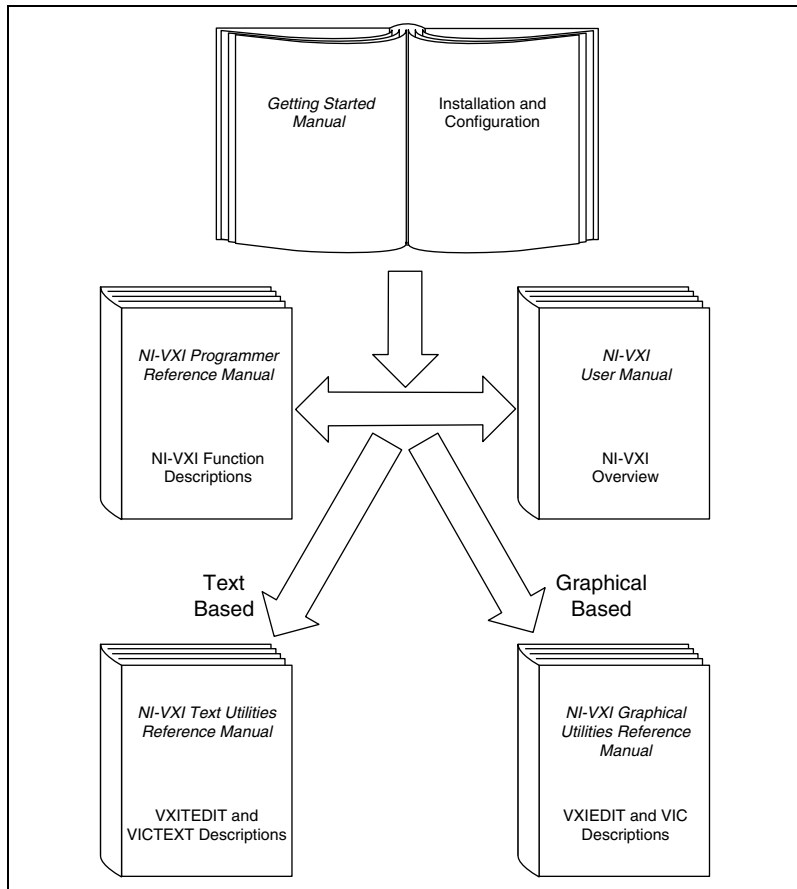 Getting Started
Manual
Installation and
Configuration
NI-VXI Programmer
Reference Manual
NI-VXI Function
Descriptions
NI-VXI
User Manual
NI-VXI
Overview
Text
Based
Graphical
Based
NI-VXI Text Utilities
Reference Manual
VXITEDIT and
VICTEXT Descriptions
NI-VXI Graphical
Utilities Reference
Manual
VXIEDIT and VIC
Descriptions